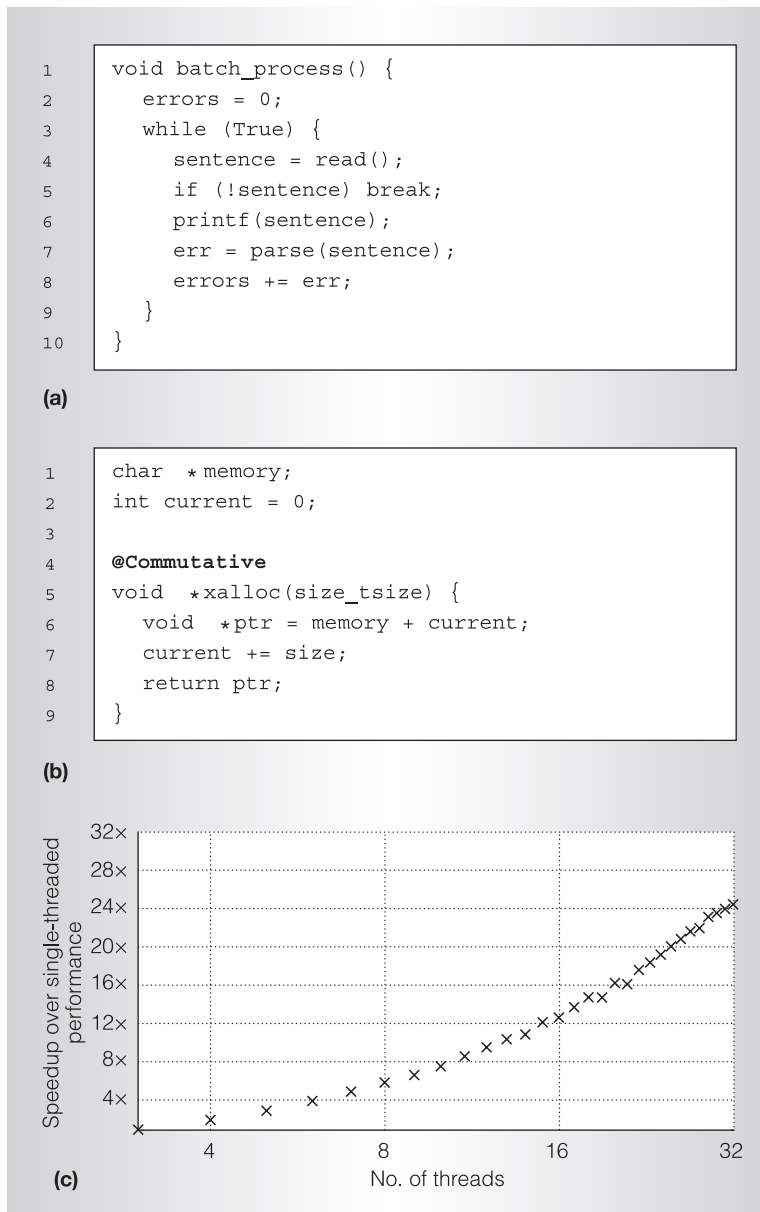 1 void batch_process() {
2 errors = 0;
3 while (True) {
4 sentence = read();
5 if (!sentence) break;
6 printf(sentence);
7 err = parse(sentence);
8 errors += err;
9 }
10 }
(a)
1 char *memory;
2 int current = 0;
3
4 @Commutative
5 void *xalloc(size_tsize) {
6 void *ptr = memory + current;
7 current += size;
8 return ptr;
9 }
(b)
Speedup over single-threaded
performance
32×
28×
24×
20×
16×
12×
8×
4×
4 8 16 32
No. of threads
(c)